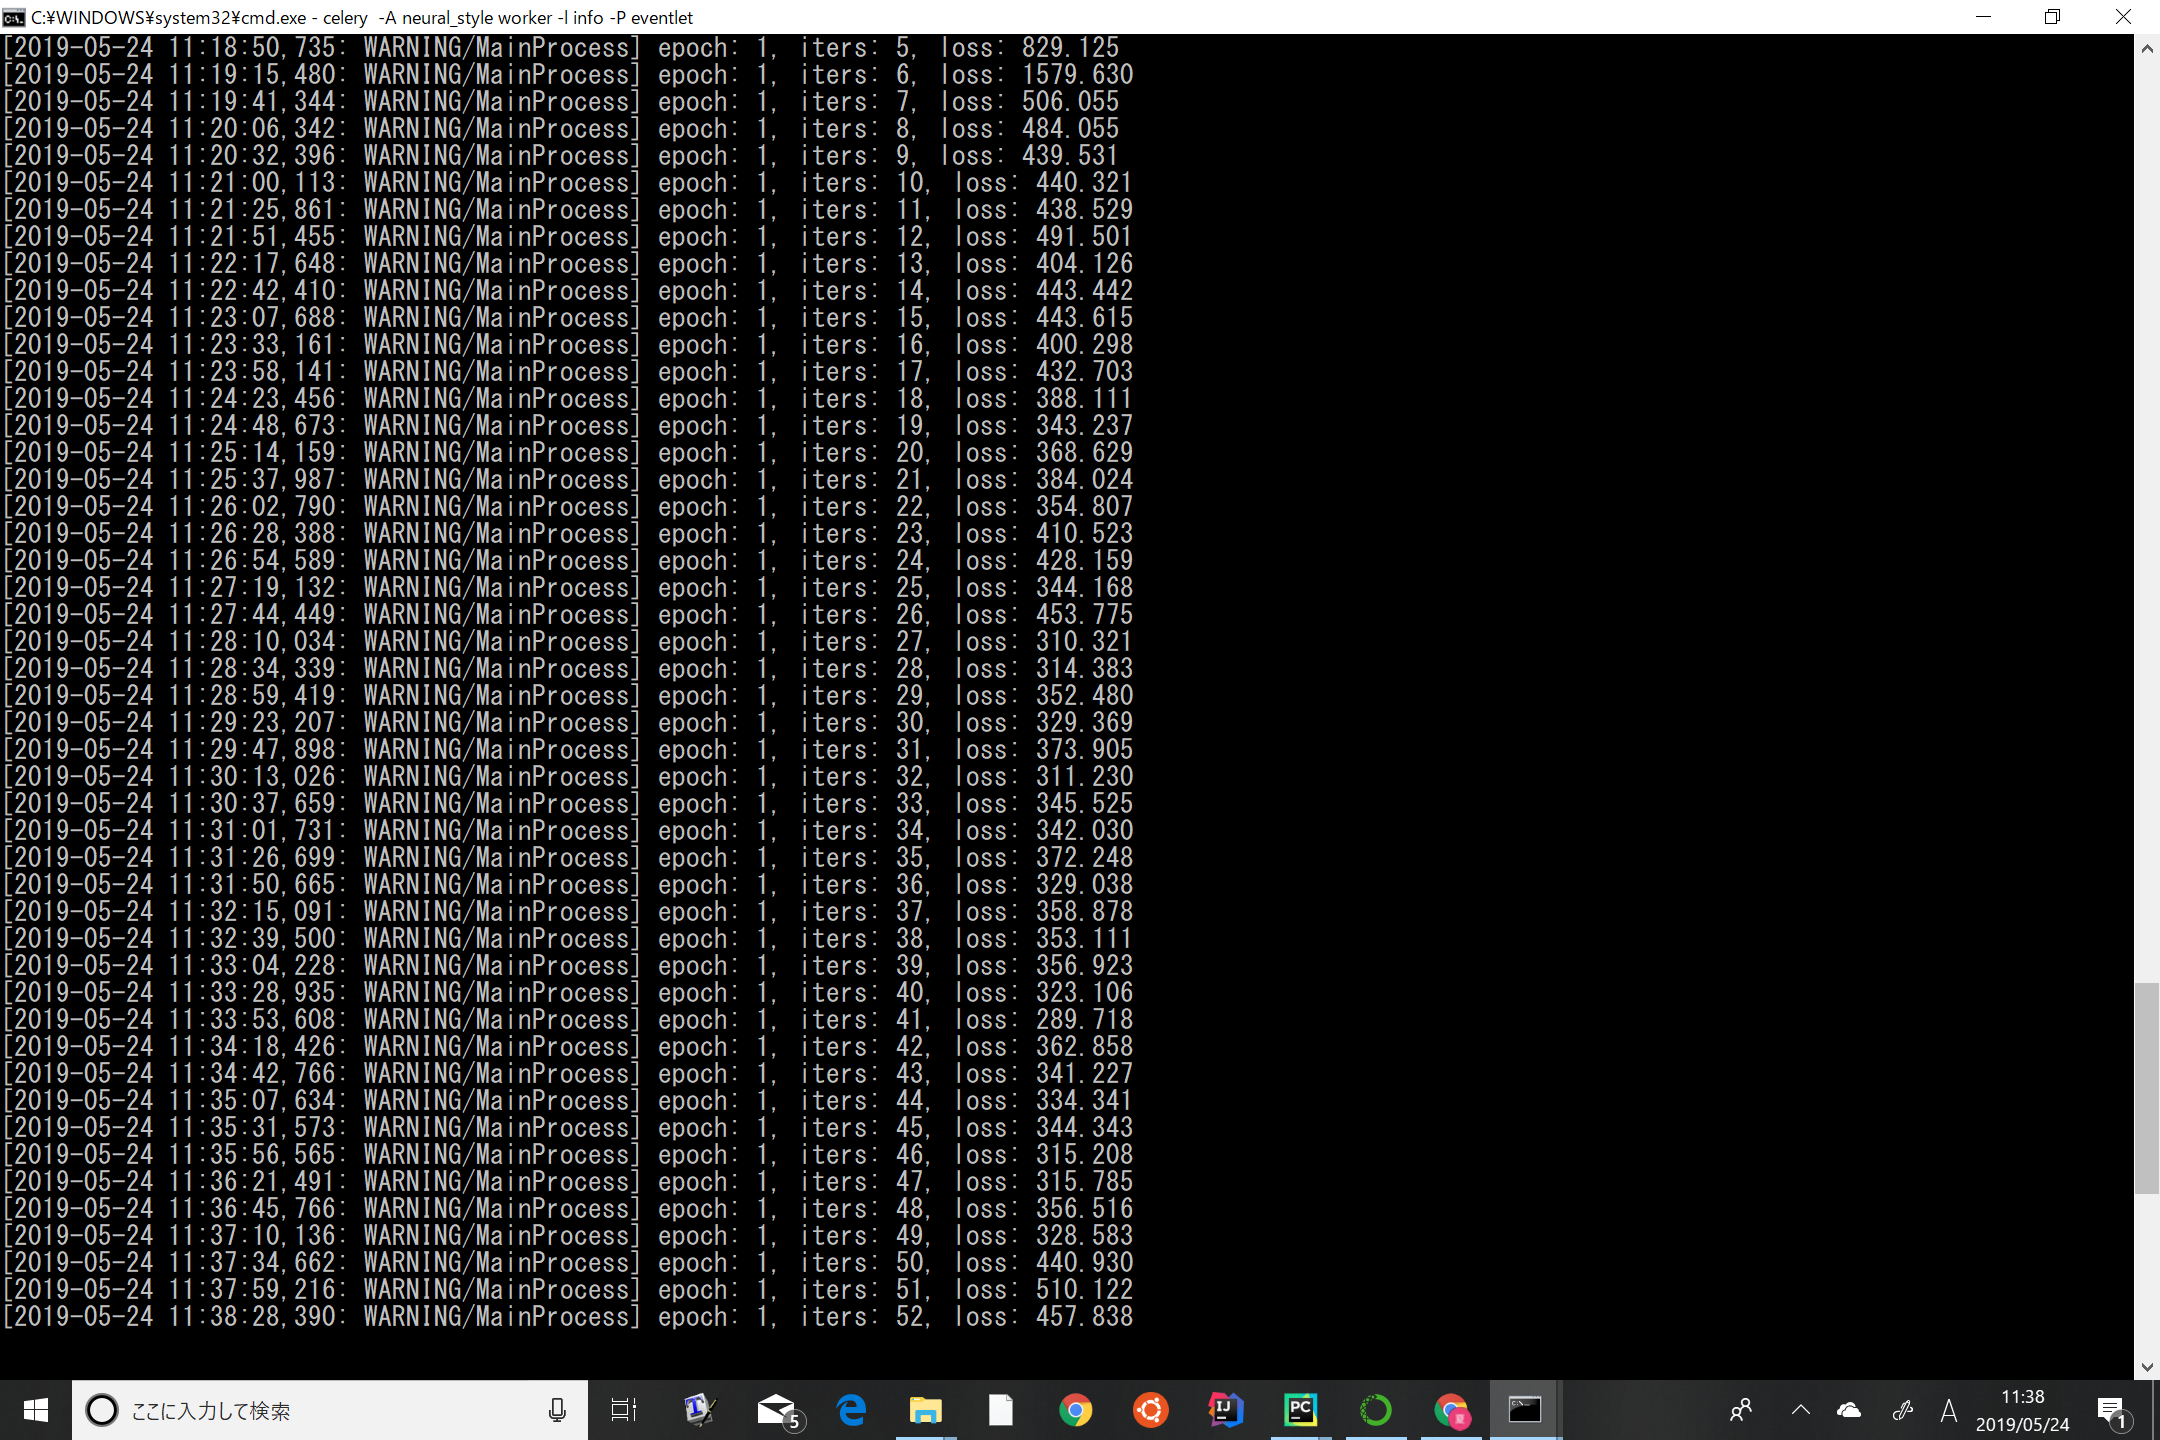 C:¥WINDOWS¥system32¥cmd.exe - celery  -A neural_style worker -l info -P eventlet
[2019-05-24 11:18:50,735: WARNING/MainProcess] epoch: 1, iters: 5, loss: 829.125
[2019-05-24 11:19:15,480: WARNING/MainProcess] epoch: 1, iters: 6, loss: 1579.630
[2019-05-24 11:19:41,344: WARNING/MainProcess] epoch: 1, iters: 7, loss: 506.055
[2019-05-24 11:20:06,342: WARNING/MainProcess] epoch: 1, iters: 8, loss: 484.055
[2019-05-24 11:20:32,396: WARNING/MainProcess] epoch: 1, iters: 9, loss: 439.531
[2019-05-24 11:21:00,113: WARNING/MainProcess] epoch: 1, iters: 10, loss: 440.321
[2019-05-24 11:21:25,861: WARNING/MainProcess] epoch: 1, iters: 11, loss: 438.529
[2019-05-24 11:21:51,455: WARNING/MainProcess] epoch: 1, iters: 12, loss: 491.501
[2019-05-24 11:22:17,648: WARNING/MainProcess] epoch: 1, iters: 13, loss: 404.126
[2019-05-24 11:22:42,410: WARNING/MainProcess] epoch: 1, iters: 14, loss: 443.442
[2019-05-24 11:23:07,688: WARNING/MainProcess] epoch: 1, iters: 15, loss: 443.615
[2019-05-24 11:23:33,161: WARNING/MainProcess] epoch: 1, iters: 16, loss: 400.298
[2019-05-24 11:23:58,141: WARNING/MainProcess] epoch: 1, iters: 17, loss: 432.703
[2019-05-24 11:24:23,456: WARNING/MainProcess] epoch: 1, iters: 18, loss: 388.111
[2019-05-24 11:24:48,673: WARNING/MainProcess] epoch: 1, iters: 19, loss: 343.237
[2019-05-24 11:25:14,159: WARNING/MainProcess] epoch: 1, iters: 20, loss: 368.629
[2019-05-24 11:25:37,987: WARNING/MainProcess] epoch: 1, iters: 21, loss: 384.024
[2019-05-24 11:26:02,790: WARNING/MainProcess] epoch: 1, iters: 22, loss: 354.807
[2019-05-24 11:26:28,388: WARNING/MainProcess] epoch: 1, iters: 23, loss: 410.523
[2019-05-24 11:26:54,589: WARNING/MainProcess] epoch: 1, iters: 24, loss: 428.159
[2019-05-24 11:27:19,132: WARNING/MainProcess] epoch: 1, iters: 25, loss: 344.168
[2019-05-24 11:27:44,449: WARNING/MainProcess] epoch: 1, iters: 26, loss: 453.775
[2019-05-24 11:28:10,034: WARNING/MainProcess] epoch: 1, iters: 27, loss: 310.321
[2019-05-24 11:28:34,339: WARNING/MainProcess] epoch: 1, iters: 28, loss: 314.383
[2019-05-24 11:28:59,419: WARNING/MainProcess] epoch: 1, iters: 29, loss: 352.480
[2019-05-24 11:29:23,207: WARNING/MainProcess] epoch: 1, iters: 30, loss: 329.369
[2019-05-24 11:29:47,898: WARNING/MainProcess] epoch: 1, iters: 31, loss: 373.905
[2019-05-24 11:30:13,026: WARNING/MainProcess] epoch: 1, iters: 32, loss: 311.230
[2019-05-24 11:30:37,659: WARNING/MainProcess] epoch: 1, iters: 33, loss: 345.525
[2019-05-24 11:31:01,731: WARNING/MainProcess] epoch: 1, iters: 34, loss: 342.030
[2019-05-24 11:31:26,699: WARNING/MainProcess] epoch: 1, iters: 35, loss: 372.248
[2019-05-24 11:31:50,665: WARNING/MainProcess] epoch: 1, iters: 36, loss: 329.038
[2019-05-24 11:32:15,091: WARNING/MainProcess] epoch: 1, iters: 37, loss: 358.878
[2019-05-24 11:32:39,500: WARNING/MainProcess] epoch: 1, iters: 38, loss: 353.111
[2019-05-24 11:33:04,228: WARNING/MainProcess] epoch: 1, iters: 39, loss: 356.923
[2019-05-24 11:33:28,935: WARNING/MainProcess] epoch: 1, iters: 40, loss: 323.106
[2019-05-24 11:33:53,608: WARNING/MainProcess] epoch: 1, iters: 41, loss: 289.718
[2019-05-24 11:34:18,426: WARNING/MainProcess] epoch: 1, iters: 42, loss: 362.858
[2019-05-24 11:34:42,766: WARNING/MainProcess] epoch: 1, iters: 43, loss: 341.227
[2019-05-24 11:35:07,634: WARNING/MainProcess] epoch: 1, iters: 44, loss: 334.341
[2019-05-24 11:35:31,573: WARNING/MainProcess] epoch: 1, iters: 45, loss: 344.343
[2019-05-24 11:35:56,565: WARNING/MainProcess] epoch: 1, iters: 46, loss: 315.208
[2019-05-24 11:36:21,491: WARNING/MainProcess] epoch: 1, iters: 47, loss: 315.785
[2019-05-24 11:36:45,766: WARNING/MainProcess] epoch: 1, iters: 48, loss: 356.516
[2019-05-24 11:37:10,136: WARNING/MainProcess] epoch: 1, iters: 49, loss: 328.583
[2019-05-24 11:37:34,662: WARNING/MainProcess] epoch: 1, iters: 50, loss: 440.930
[2019-05-24 11:37:59,216: WARNING/MainProcess] epoch: 1, iters: 51, loss: 510.122
[2019-05-24 11:38:28,390: WARNING/MainProcess] epoch: 1, iters: 52, loss: 457.838
ここに入力して検索
5
IJ
PC
A
11:38
2019/05/24
1